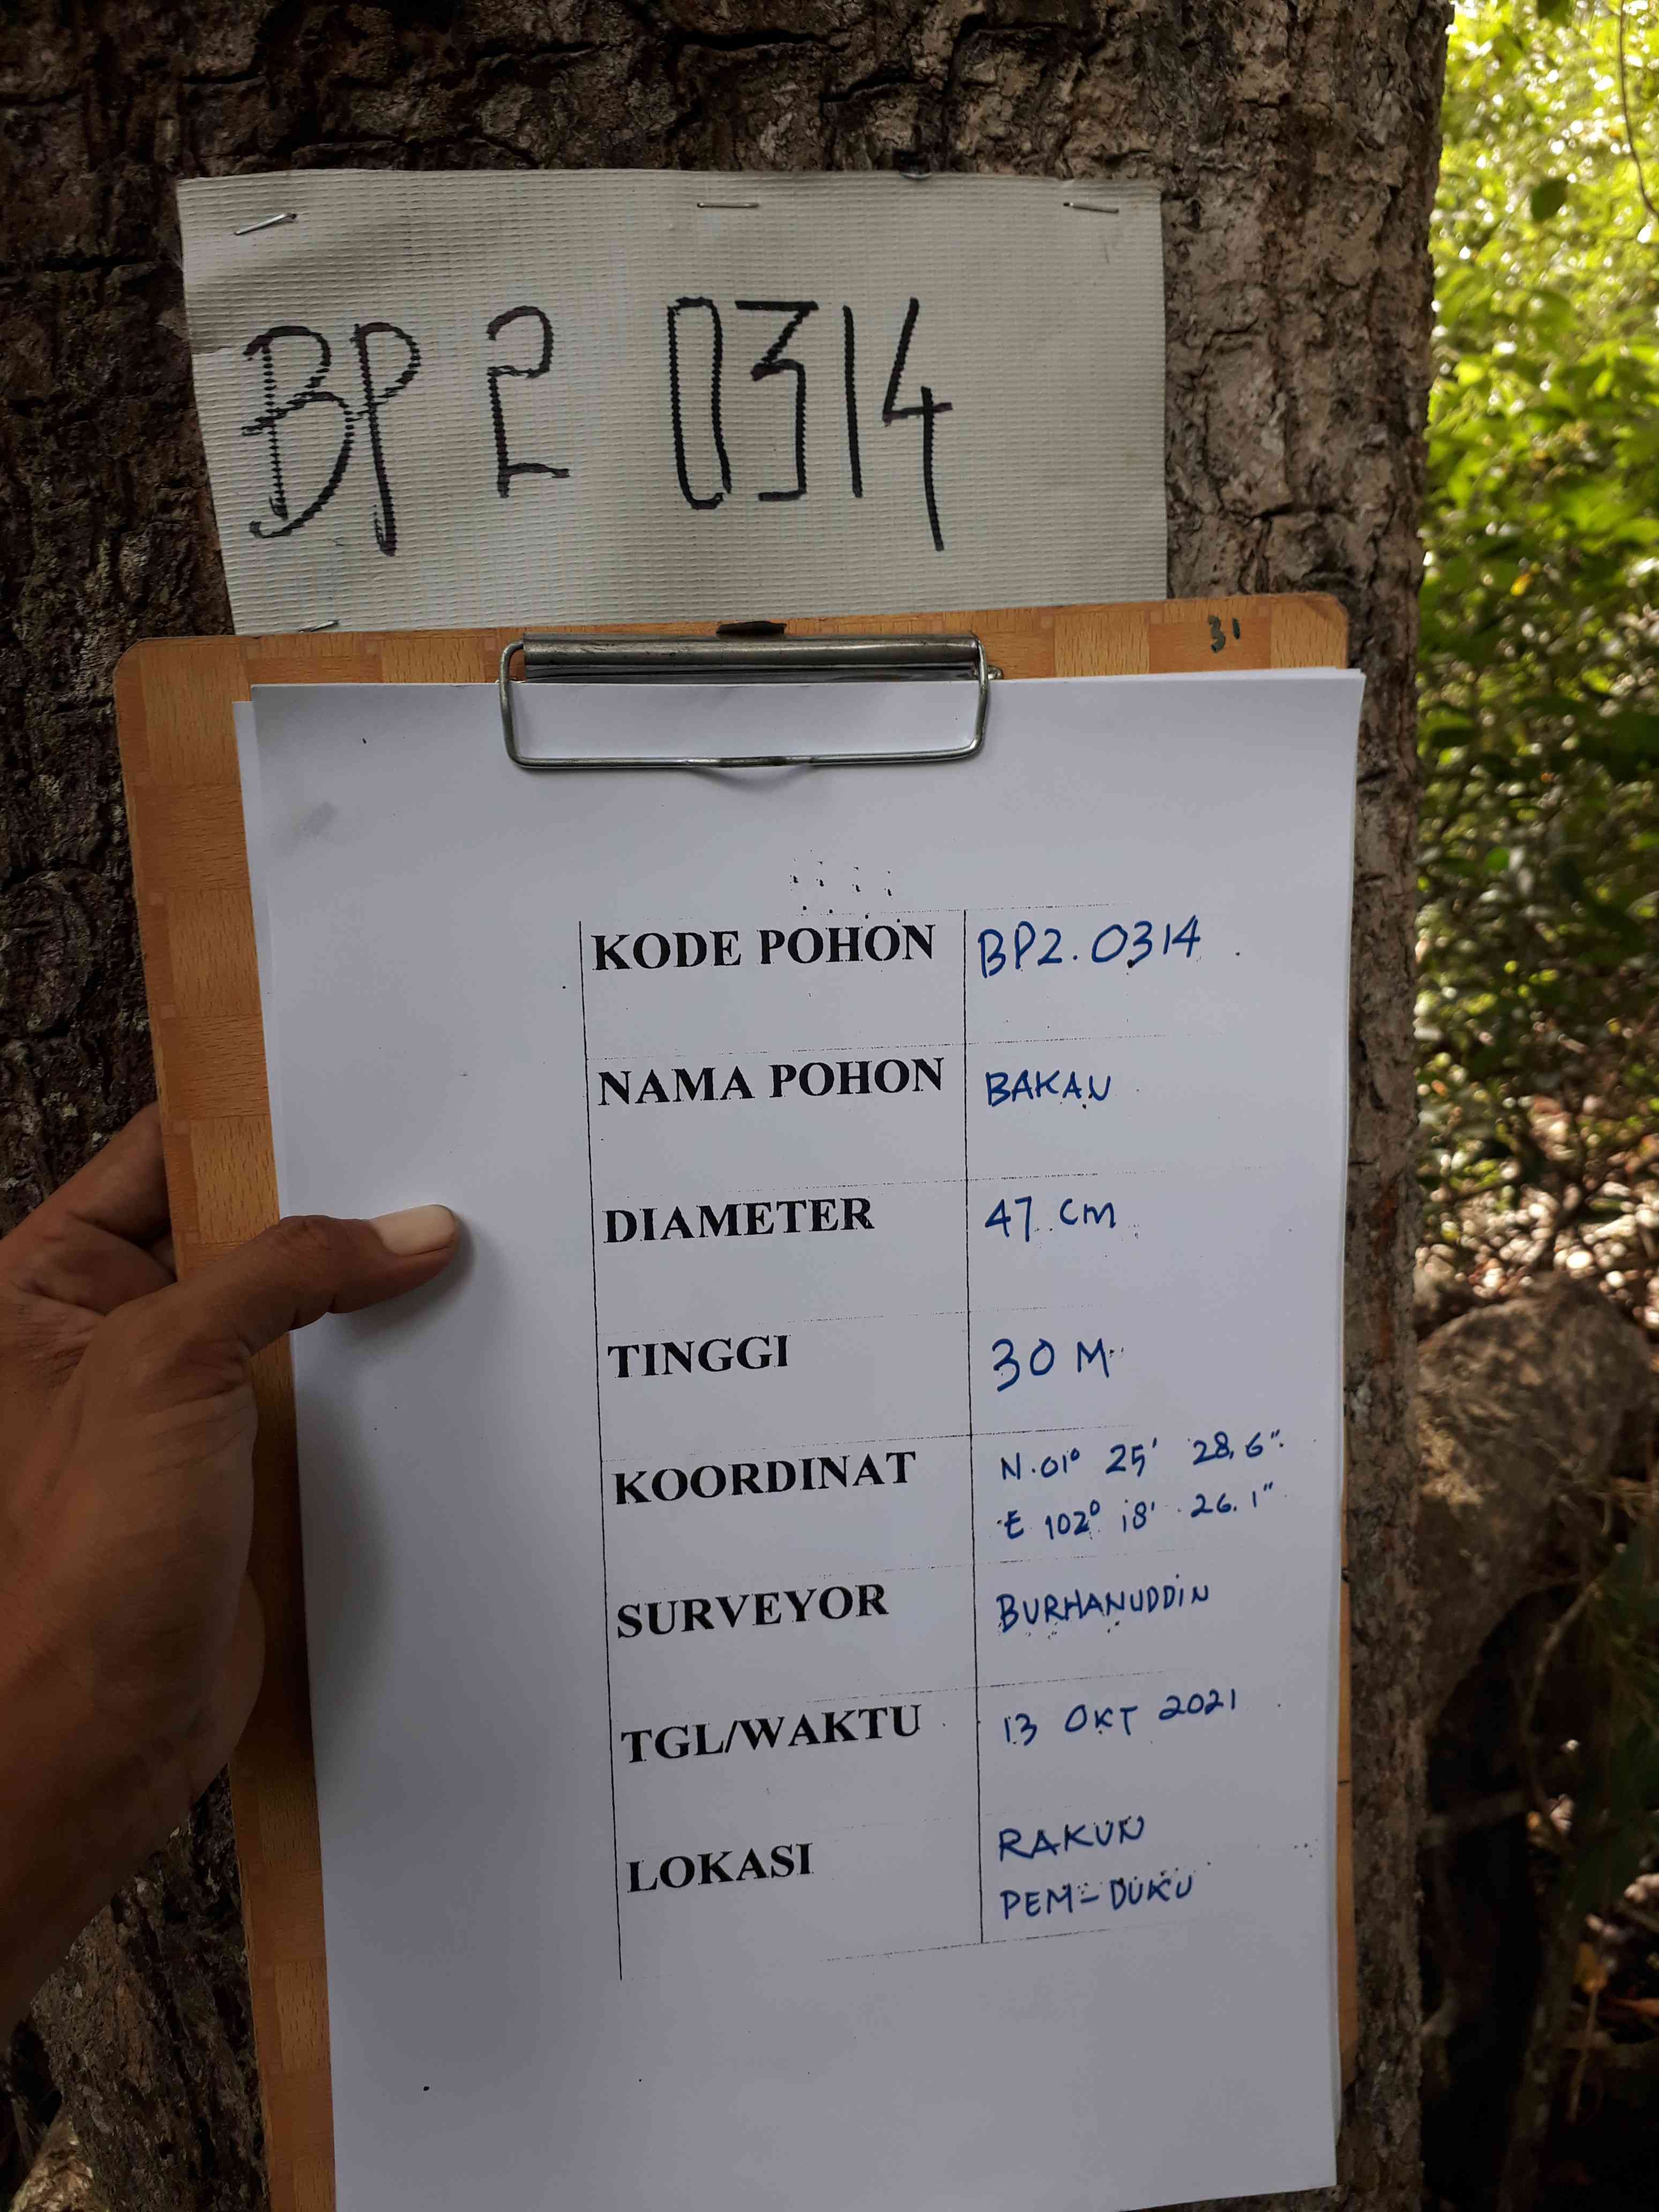 BP 2 0314
31
KODE POHON BP2.0314
NAMA POHON BAKAU
DIAMETER 47 cm
TINGGI 30 M
KOORDINAT N.01° 25' 28,6"
E 102° 18' 26.1"
SURVEYOR BURHANUDDIN
TGL/WAKTU 13 OKT 2021
LOKASI RAKUN
PEM-DUKU